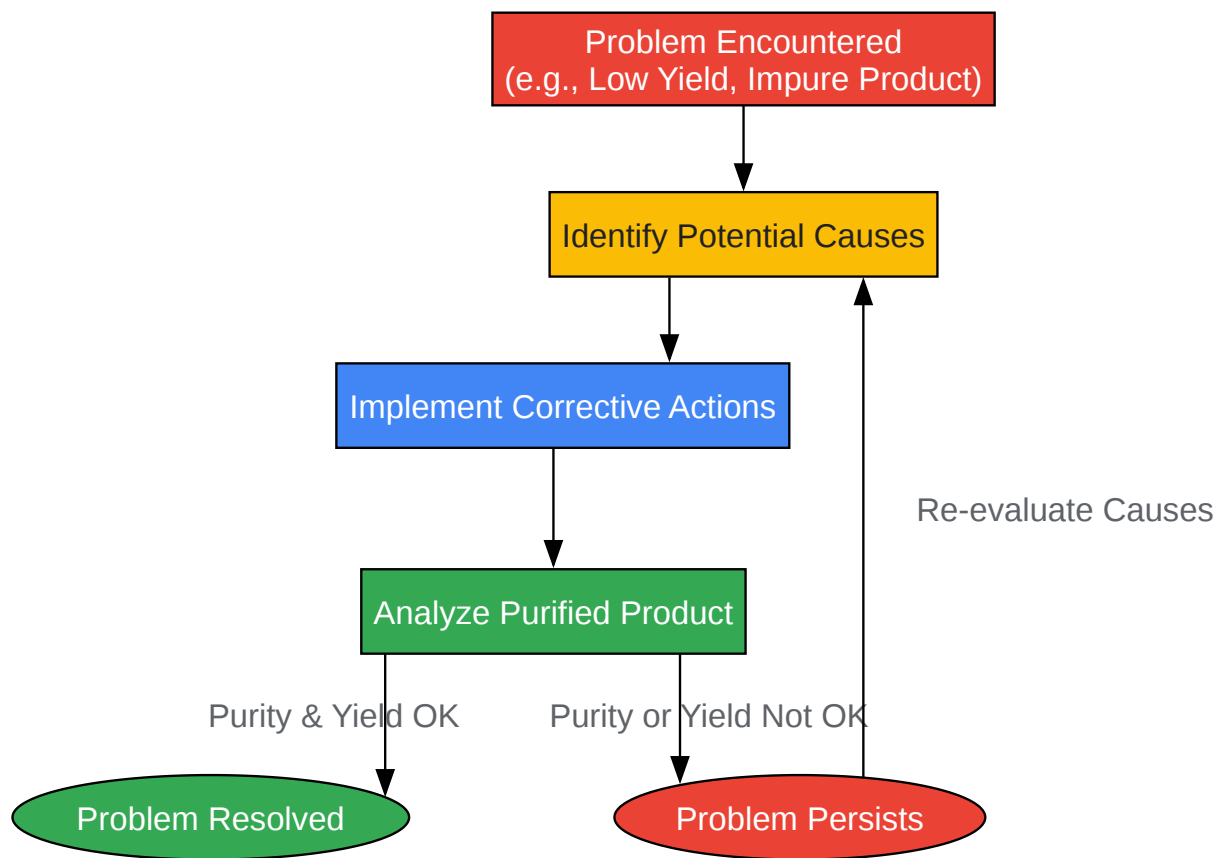 Problem Encountered
(e.g., Low Yield, Impure Product)
Identify Potential Causes
Implement Corrective Actions
Re-evaluate Causes
Analyze Purified Product
Purity & Yield OK
Purity or Yield Not OK
Problem Resolved
Problem Persists